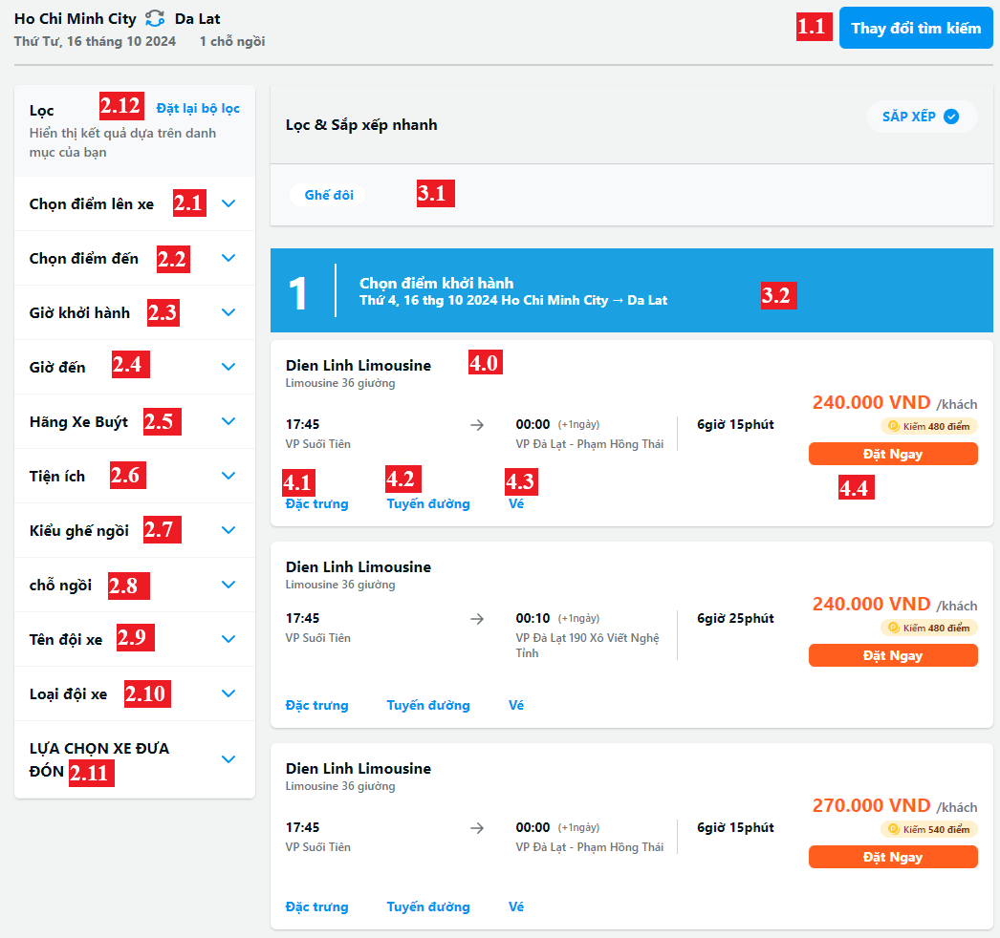 Ho Chi Minh City Da Lat
Thứ Tư, 16 tháng 10 2024 1 chỗ ngồi
1.1 Thay đổi tìm kiếm
Lọc 2.12 Đặt lại bộ lọc
Hiển thị kết quả dựa trên danh
mục của bạn
Chọn điểm lên xe 2.1
Chọn điểm đến 2.2
Giờ khởi hành 2.3
Giờ đến 2.4
Hãng Xe Buýt 2.5
Tiện ích 2.6
Kiểu ghế ngồi 2.7
chỗ ngồi 2.8
Tên đội xe 2.9
Loại đội xe 2.10
LỰA CHỌN XE ĐƯA
ĐÓN 2.11
Lọc & Sắp xếp nhanh
SẮP XẾP
Ghế đôi 3.1
1
Chọn điểm khởi hành
Thứ 4, 16 thg 10 2024 Ho Chi Minh City → Da Lat
3.2
Dien Linh Limousine 4.0
Limousine 36 giường
17:45 → 00:00 (+1ngày) 6giờ 15phút
VP Suối Tiên VP Đà Lạt - Phạm Hồng Thái
240.000 VND /khách
Kiếm 480 điểm
Đặt Ngay
4.1 4.2 4.3 4.4
Đặc trưng Tuyến đường Vé
Dien Linh Limousine
Limousine 36 giường
17:45 → 00:10 (+1ngày) 6giờ 25phút
VP Suối Tiên VP Đà Lạt 190 Xô Viết Nghệ
Tĩnh
240.000 VND /khách
Kiếm 480 điểm
Đặt Ngay
Đặc trưng Tuyến đường Vé
Dien Linh Limousine
Limousine 36 giường
17:45 → 00:00 (+1ngày) 6giờ 15phút
VP Suối Tiên VP Đà Lạt - Phạm Hồng Thái
270.000 VND /khách
Kiếm 540 điểm
Đặt Ngay
Đặc trưng Tuyến đường Vé